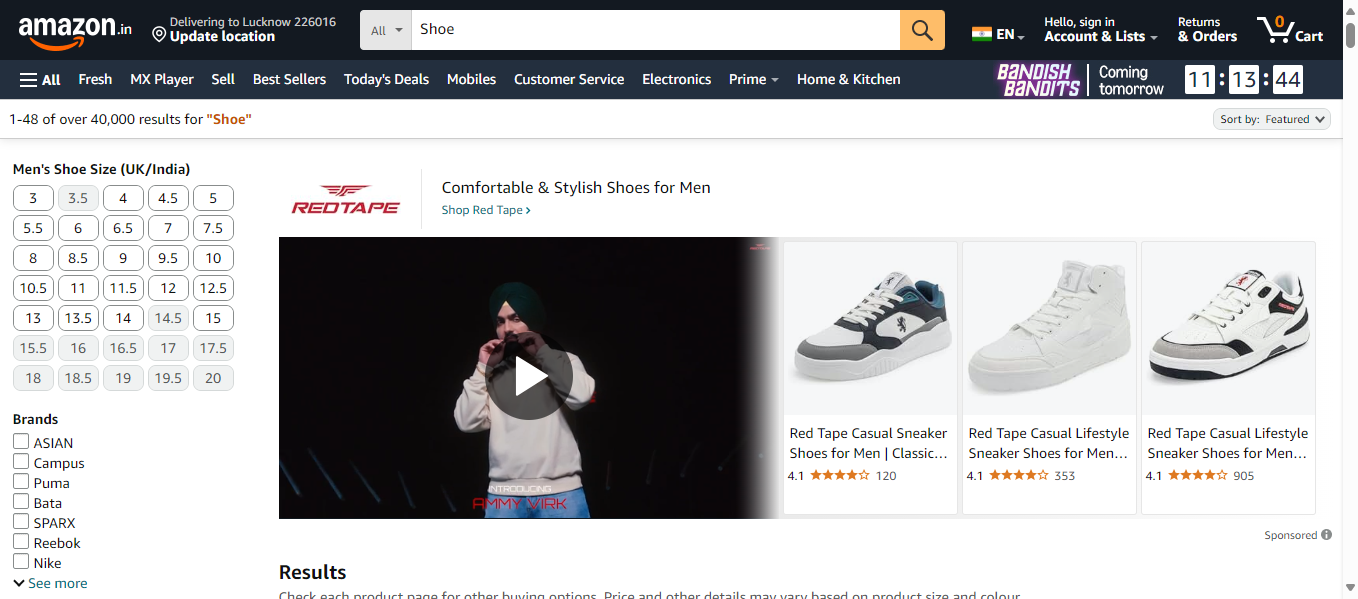 amazon.in
Delivering to Lucknow 226016
Update location
All
Shoe
EN
Hello, sign in
Account & Lists
Returns
& Orders
0
Cart
All Fresh MX Player Sell Best Sellers Today's Deals Mobiles Customer Service Electronics Prime Home & Kitchen
BANDISH
BANDITS
Coming
tomorrow
11 : 13 : 44
1-48 of over 40,000 results for "Shoe"
Sort by: Featured
Men's Shoe Size (UK/India)
3 3.5 4 4.5 5
5.5 6 6.5 7 7.5
8 8.5 9 9.5 10
10.5 11 11.5 12 12.5
13 13.5 14 14.5 15
15.5 16 16.5 17 17.5
18 18.5 19 19.5 20
Brands
ASIAN
Campus
Puma
Bata
SPARX
Reebok
Nike
See more
REDTAPE
Comfortable & Stylish Shoes for Men
Shop Red Tape ›
INTRODUCING
AMMY VIRK
Red Tape Casual Sneaker
Shoes for Men | Classic…
4.1 120
Red Tape Casual Lifestyle
Sneaker Shoes for Men…
4.1 353
Red Tape Casual Lifestyle
Sneaker Shoes for Men…
4.1 905
Sponsored
Results
Check each product page for other buying options. Price and other details may vary based on product size and colour.